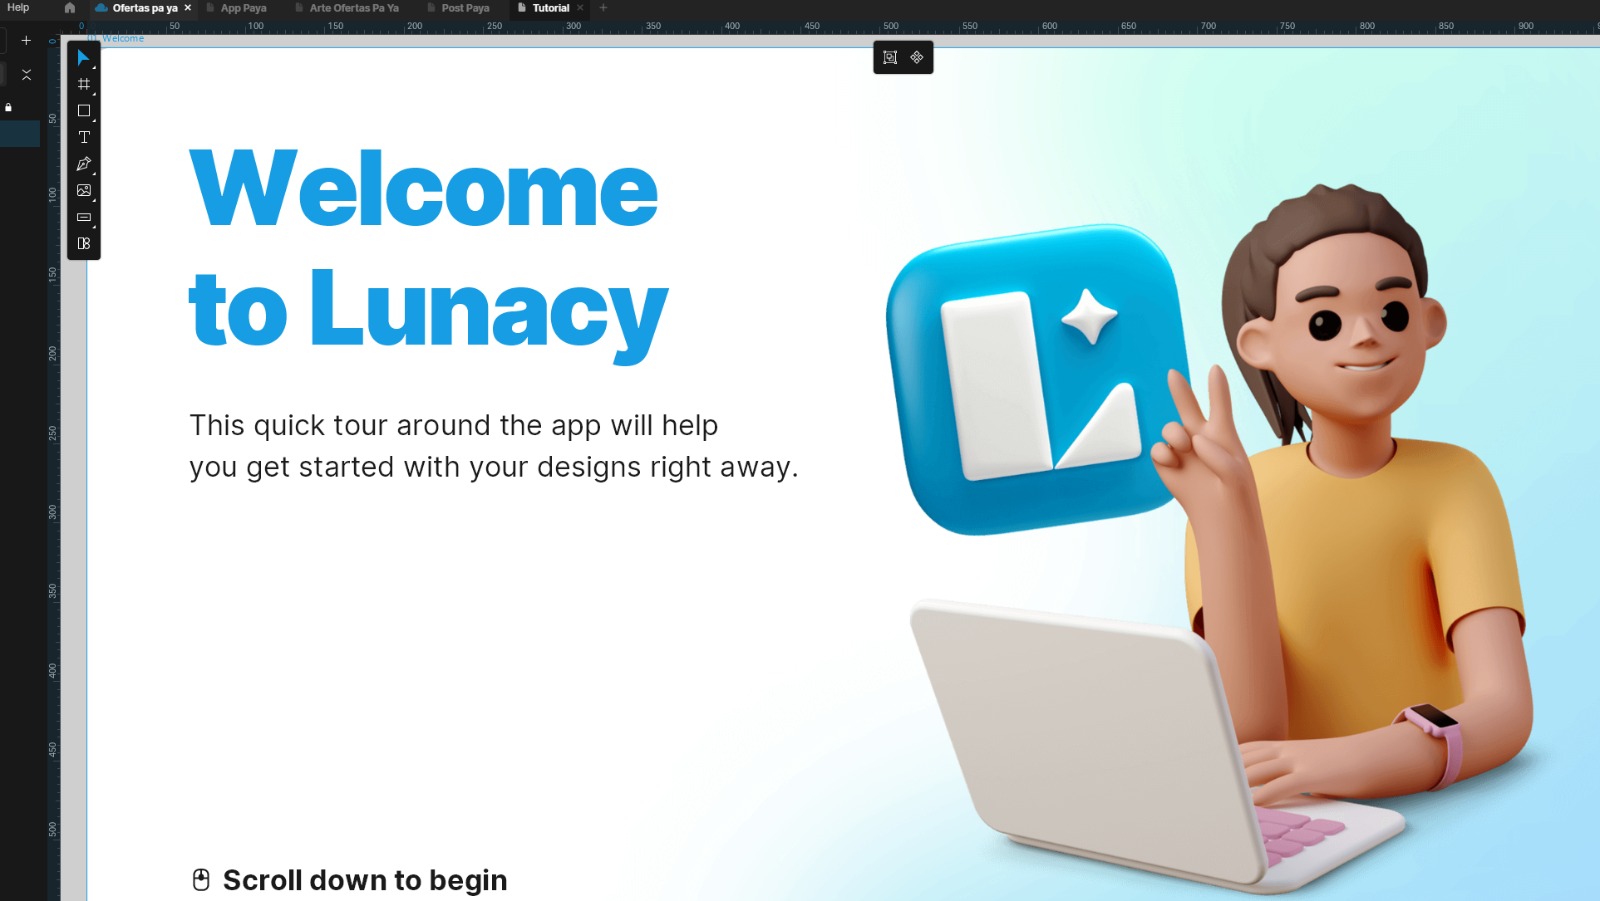 Help
Ofertas pa ya
App Paya
Arte Ofertas Pa Ya
Post Paya
Tutorial
0 50 100 150 200 250 300 350 400 450 500 550 600 650 700 750 800 850 900
Welcome
0
50
100
150
200
250
300
350
400
450
500
Welcome
to Lunacy
This quick tour around the app will help
you get started with your designs right away.
Scroll down to begin